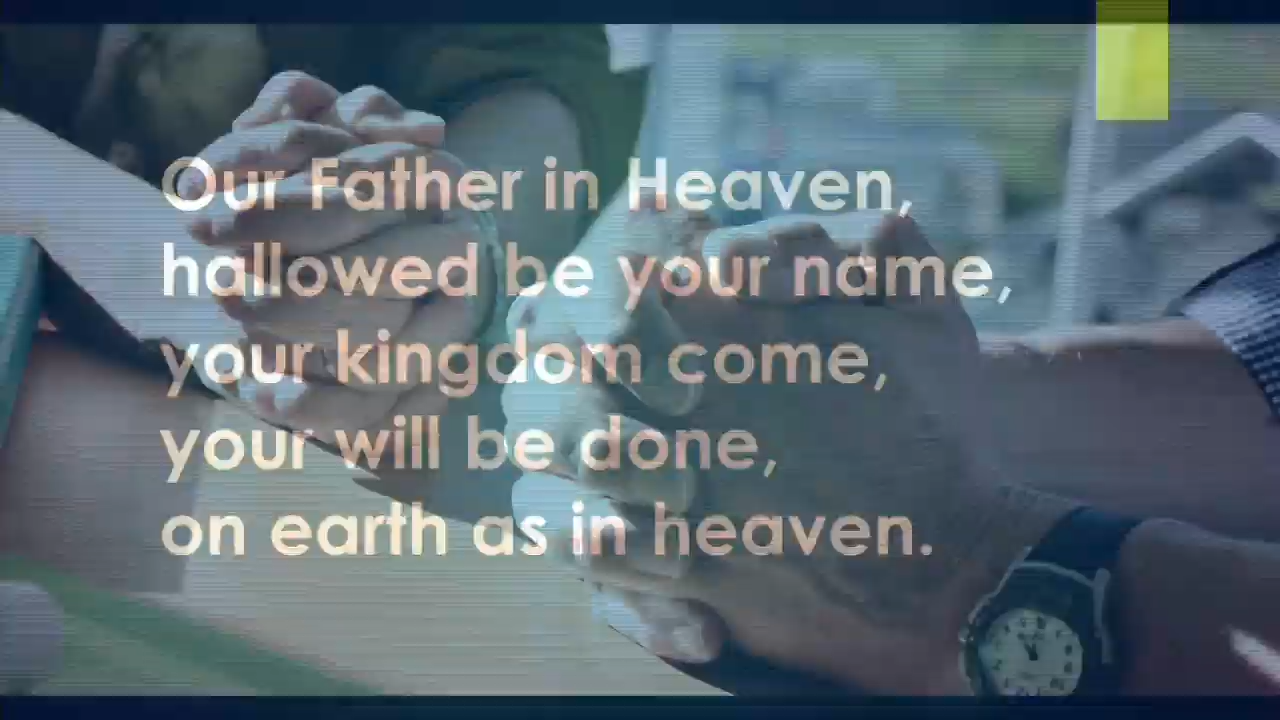 Our Father in Heaven,
hallowed be your name,
your kingdom come,
your will be done,
on earth as in heaven.